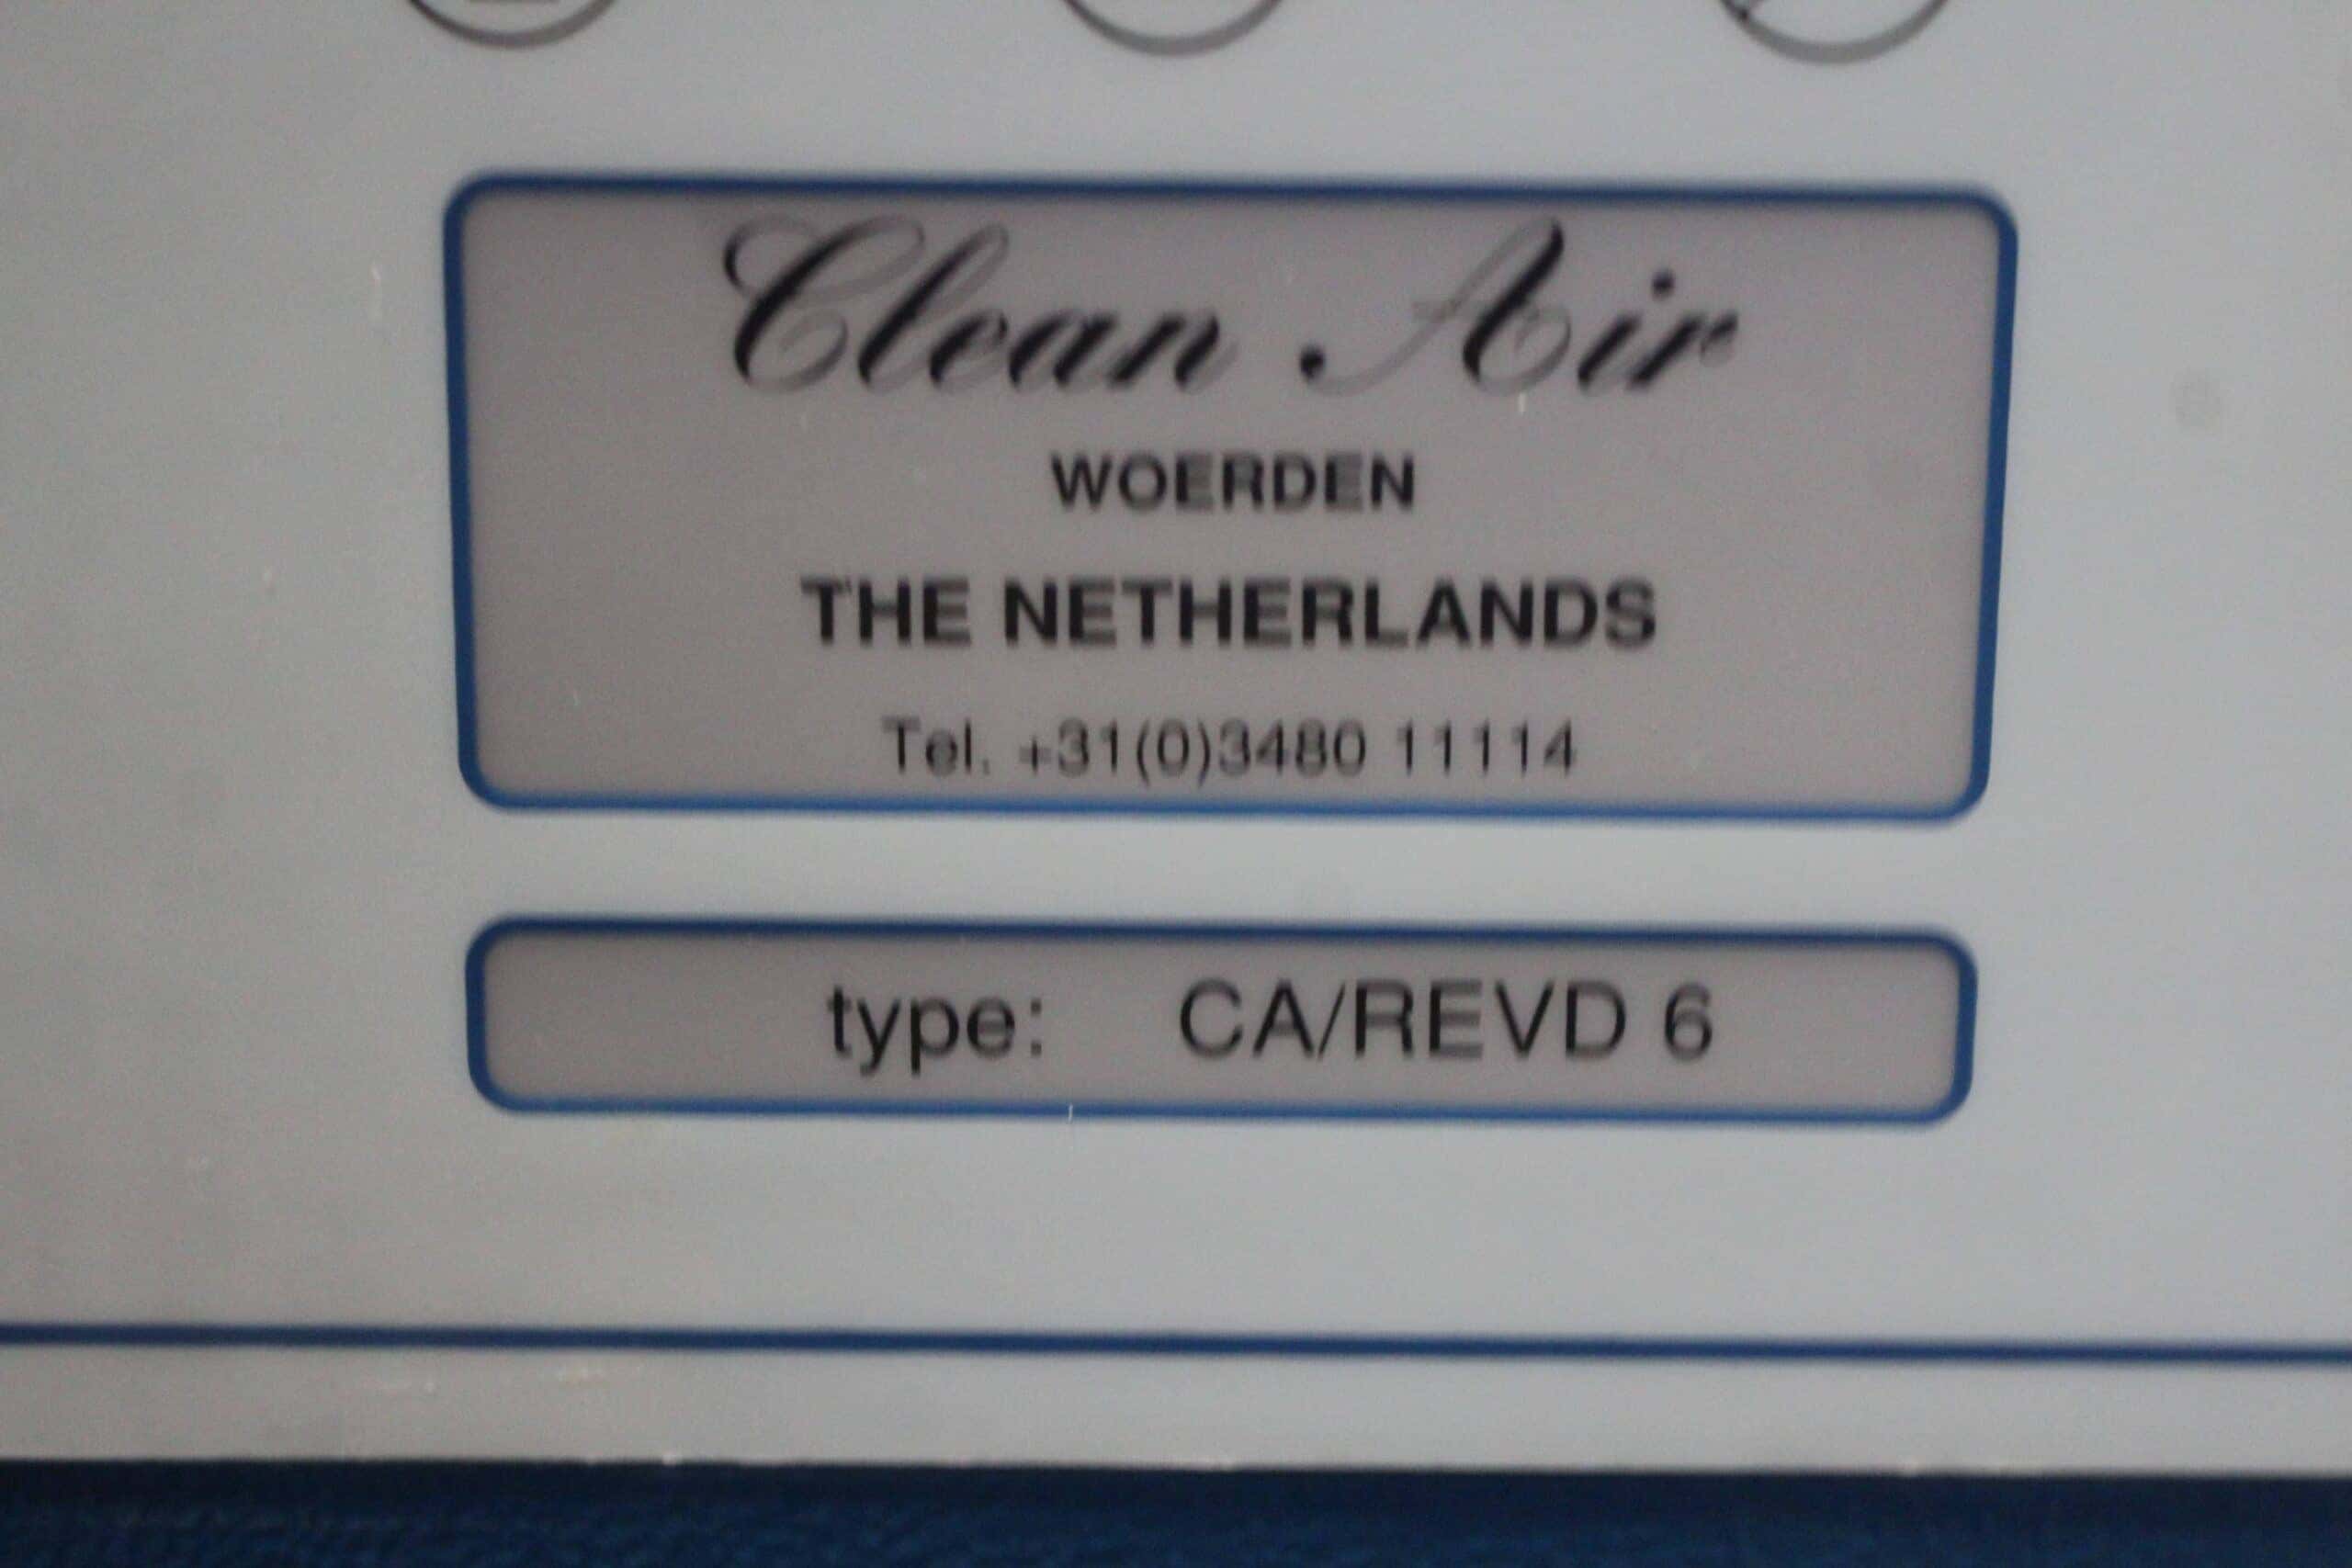 Clean Air
WOERDEN
THE NETHERLANDS
Tel. +31(0)3480 11114
type: CA/REVD 6